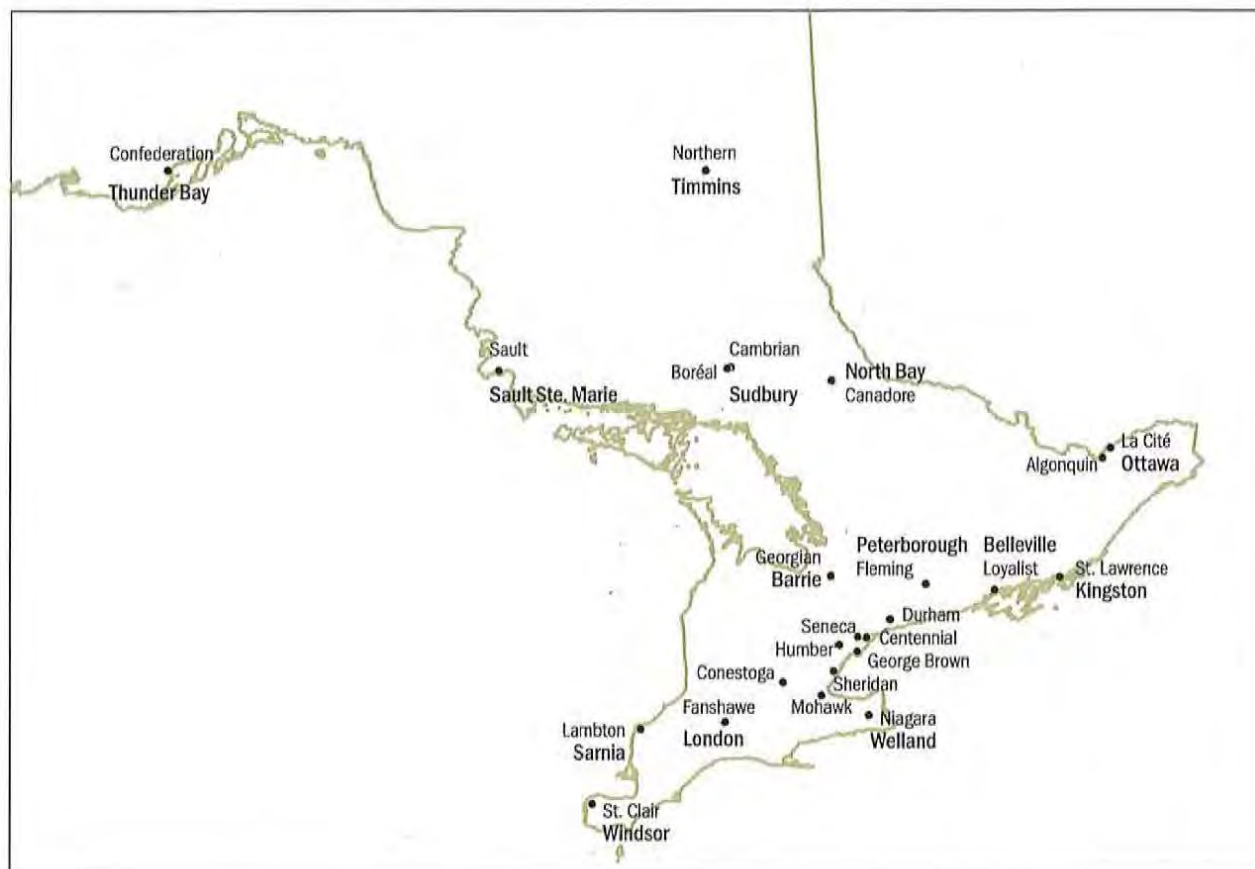 Confederation
Thunder Bay
Northern
Timmins
Sault
Sault Ste. Marie
Cambrian
Boréal
Sudbury
North Bay
Canadore
La Cité
Algonquin
Ottawa
Georgian
Barrie
Peterborough
Fleming
Belleville
Loyalist
St. Lawrence
Kingston
Durham
Seneca
Centennial
Humber
George Brown
Conestoga
Sheridan
Mohawk
Fanshawe
London
Niagara
Welland
Lambton
Sarnia
St. Clair
Windsor